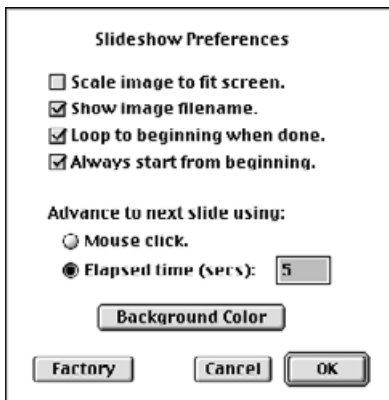 Slideshow Preferences
Scale image to fit screen.
Show image filename.
Loop to beginning when done.
Always start from beginning.
Advance to next slide using:
Mouse click.
Elapsed time (secs): 5
Background Color
Factory Cancel OK